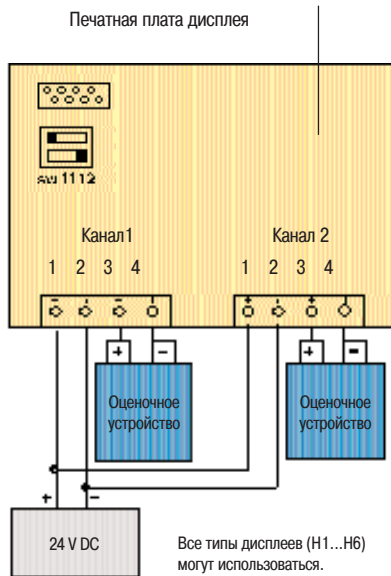 Печатная плата дисплея
sw 1112
Канал1 Канал 2
1 2 3 4 1 2 3 4
+ - + -
Оценочное устройство Оценочное устройство
+ -
24 V DC
Все типы дисплеев (H1...H6)
могут использоваться.